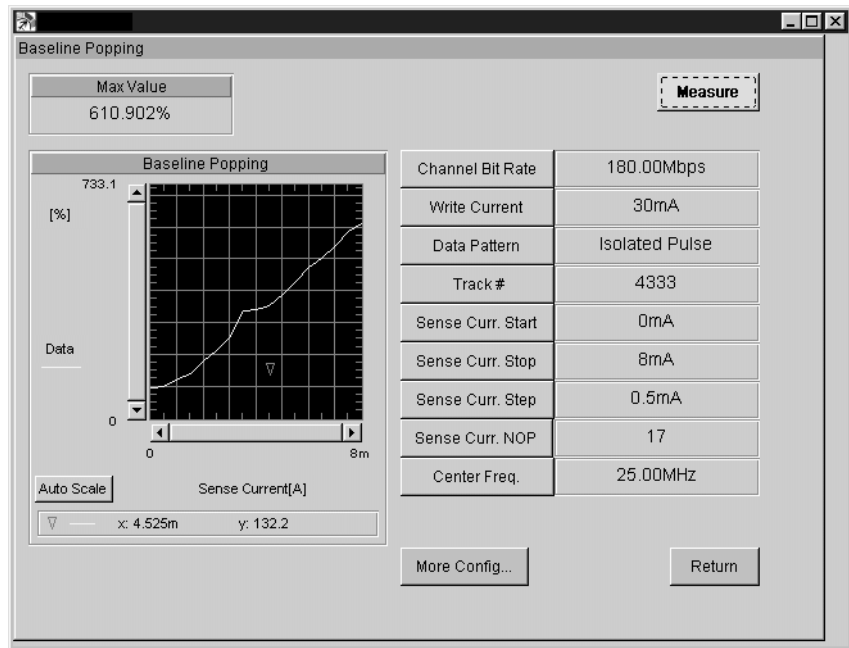 Baseline Popping
Max Value
610.902%
Measure
Baseline Popping
733.1
[%]
Data
0
0
8m
Auto Scale
Sense Current[A]
x: 4.525m y: 132.2
Channel Bit Rate 180.00Mbps
Write Current 30mA
Data Pattern Isolated Pulse
Track # 4333
Sense Curr. Start 0mA
Sense Curr. Stop 8mA
Sense Curr. Step 0.5mA
Sense Curr. NOP 17
Center Freq. 25.00MHz
More Config...
Return